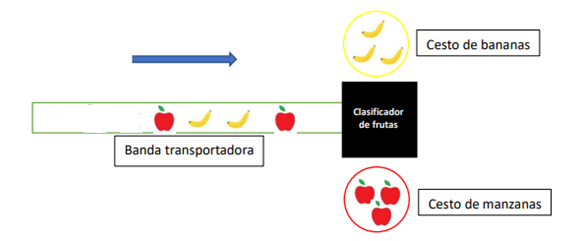 Cesto de bananas
Clasificador
de frutas
Banda transportadora
Cesto de manzanas